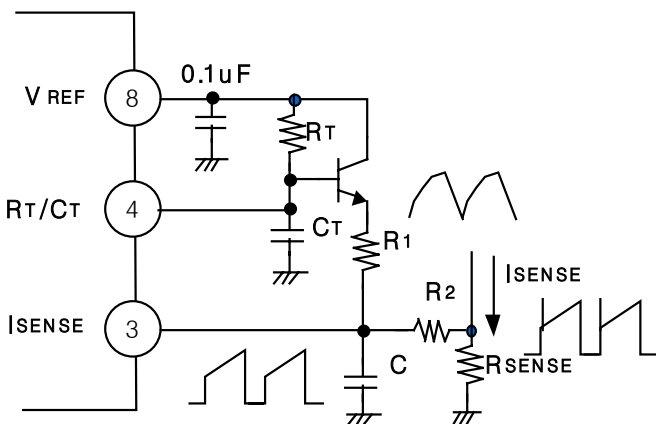 0.1uF
VREF
8
RT
RT/CT
4
CT
R1
ISENSE
R2
ISENSE
3
C
RSENSE